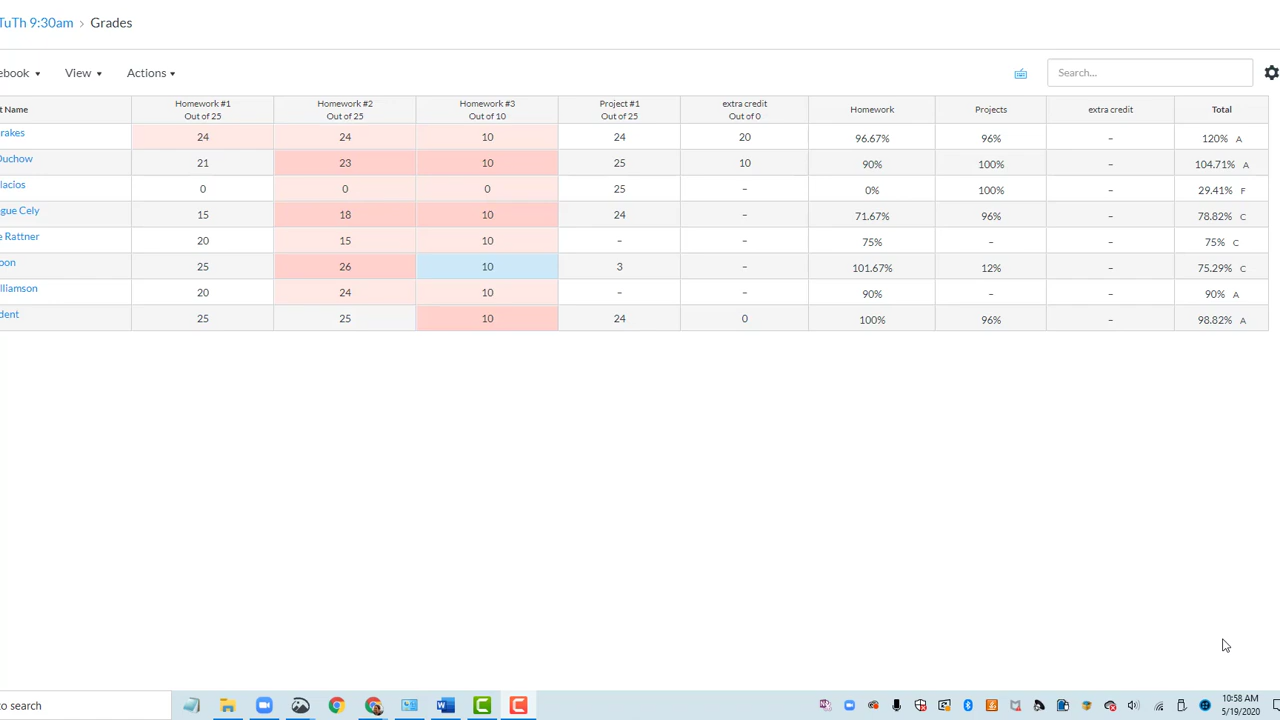 TuTh 9:30am › Grades
ebook ▾ View ▾ Actions ▾ Search...
t Name Homework #1 Out of 25 Homework #2 Out of 25 Homework #3 Out of 10 Project #1 Out of 25 extra credit Out of 0 Homework Projects extra credit Total
rakes 24 24 10 24 20 96.67% 96% – 120% A
Duchow 21 23 10 25 10 90% 100% – 104.71% A
lacios 0 0 0 25 – 0% 100% – 29.41% F
gue Cely 15 18 10 24 – 71.67% 96% – 78.82% C
e Rattner 20 15 10 – – 75% – – 75% C
oon 25 26 10 3 – 101.67% 12% – 75.29% C
lliamson 20 24 10 – – 90% – – 90% A
dent 25 25 10 24 0 100% 96% – 98.82% A
to search
10:58 AM
5/19/2020